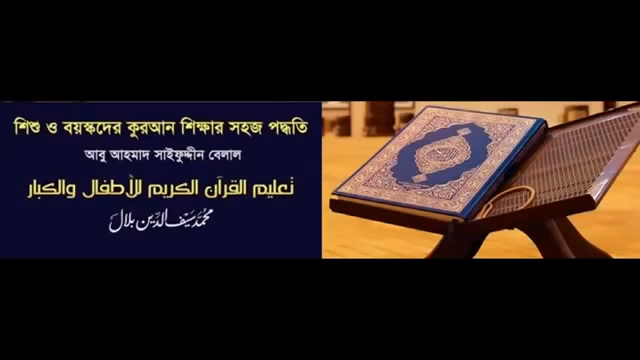 শিশু ও বয়স্কদের কুরআন শিক্ষার সহজ পদ্ধতি
আবু আহমাদ সাইফুদ্দীন বেলাল
تعليم القرآن الكريم للأطفال والكبار
محمد سيف الدين بلال